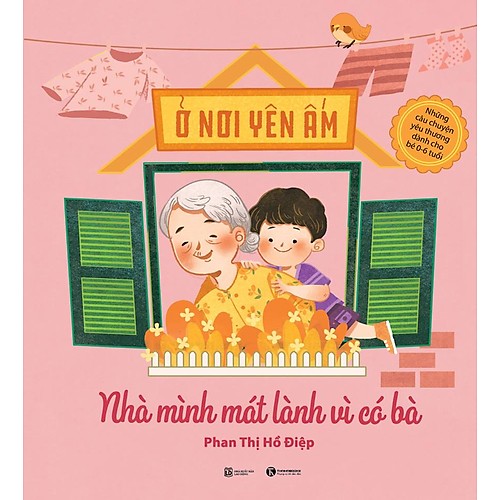 Ở NƠI YÊN ẤM
Những
câu chuyện
yêu thương
dành cho
bé 0-6 tuổi
Nhà mình mát lành vì có bà
Phan Thị Hồ Điệp